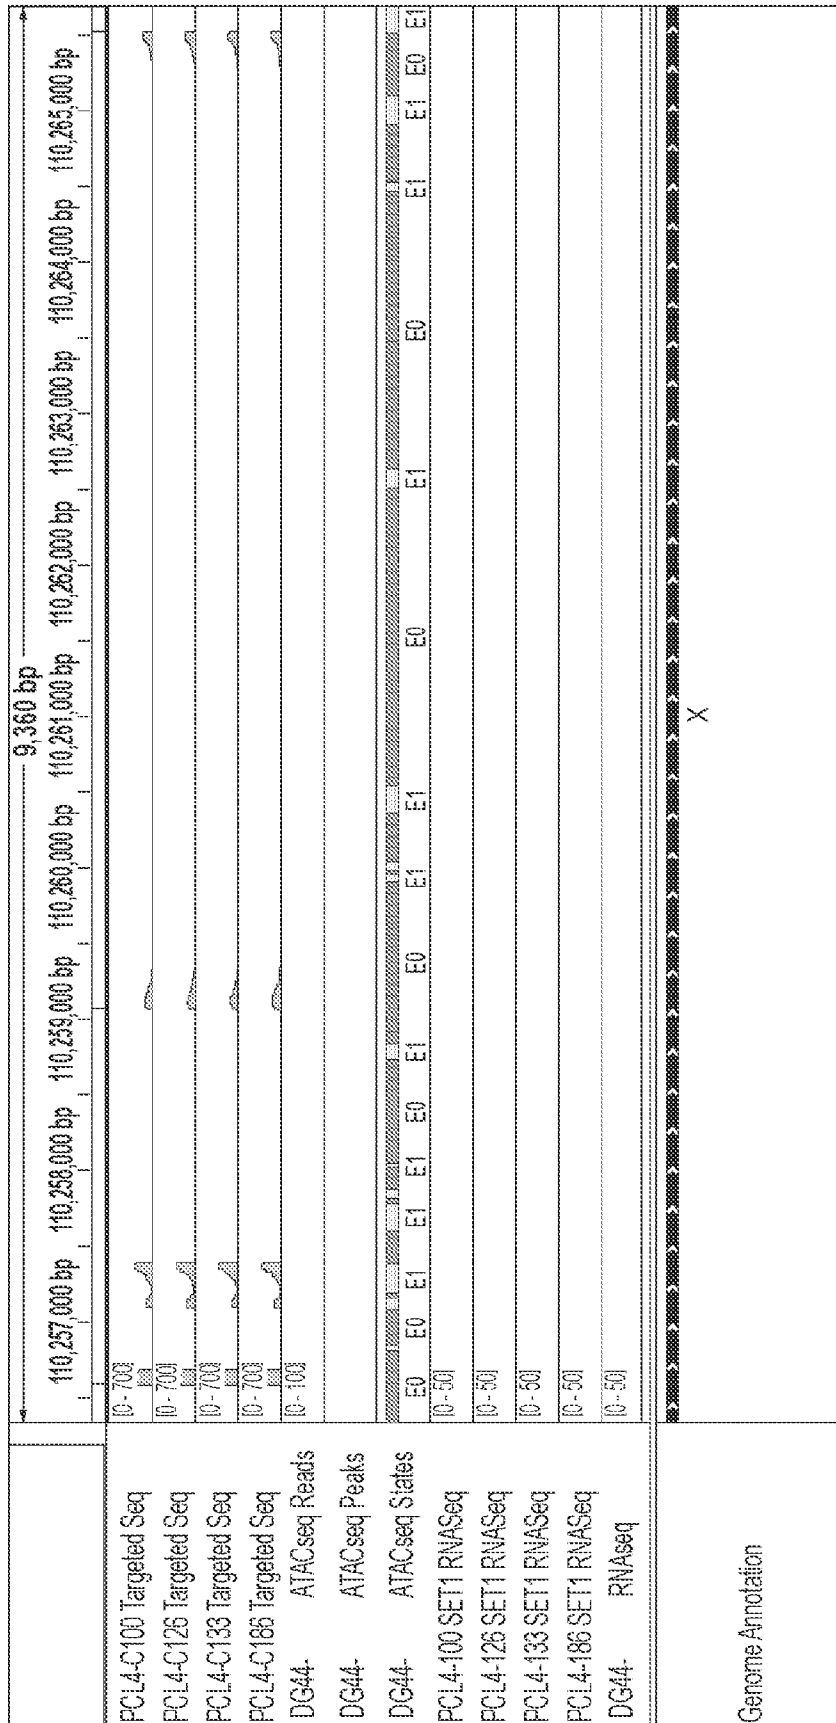 9,360 bp
110,257,000 bp 110,258,000 bp 110,259,000 bp 110,260,000 bp 110,261,000 bp 110,262,000 bp 110,263,000 bp 110,264,000 bp 110,265,000 bp
PCL4-C100 Targeted Seq [0 - 700]
PCL4-C126 Targeted Seq [0 - 700]
PCL4-C133 Targeted Seq [0 - 700]
PCL4-C186 Targeted Seq [0 - 700]
DG44- ATACseq Reads [0 - 100]
DG44- ATACseq Peaks
DG44- ATACseq States E0 E0 E1 E1 E1 E0 E1 E0 E1 E1 E0 E1 E0 E1 E1 E0 E1
PCL4-100 SET1 RNASeq [0 - 50]
PCL4-126 SET1 RNASeq [0 - 50]
PCL4-133 SET1 RNASeq [0 - 50]
PCL4-186 SET1 RNASeq [0 - 50]
DG44- RNAseq [0 - 50]
Genome Annotation X